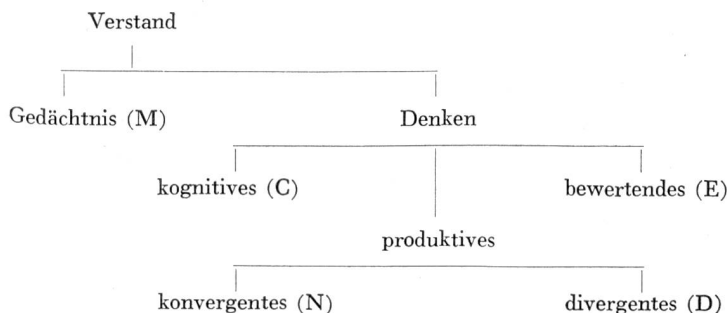 Verstand
Gedächtnis (M) Denken
kognitives (C) bewertendes (E)
produktives
konvergentes (N) divergentes (D)